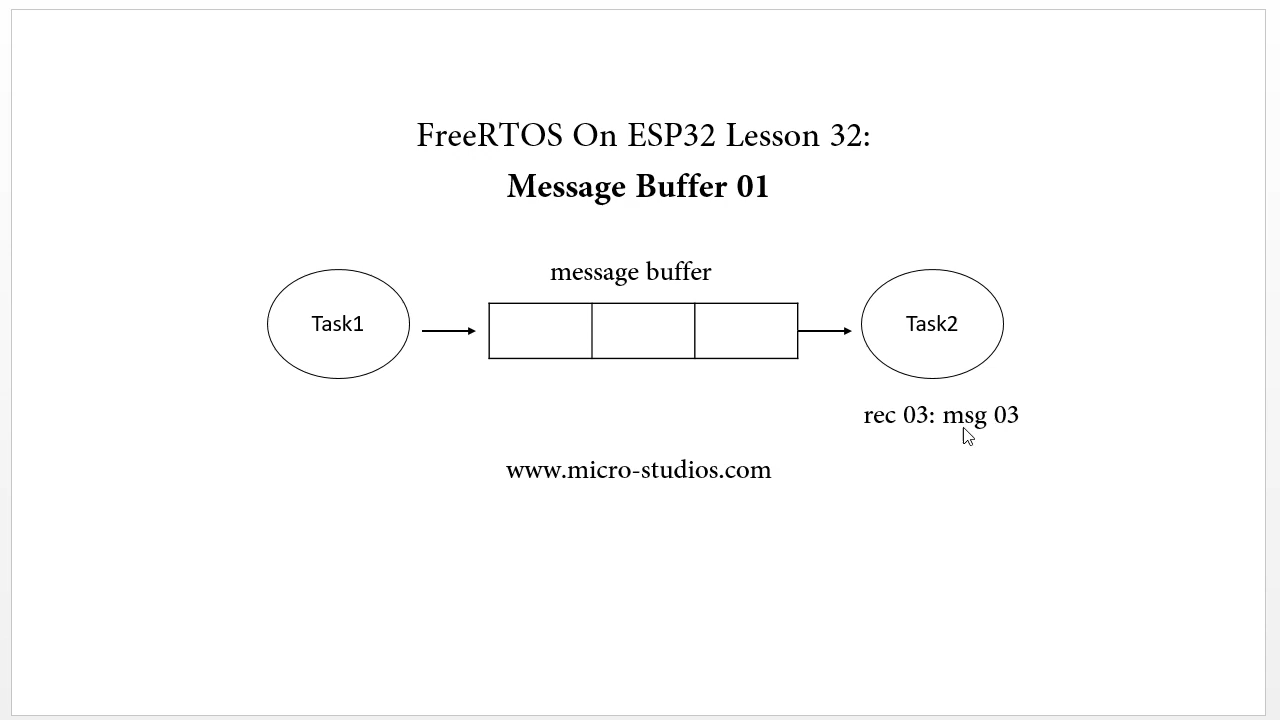 FreeRTOS On ESP32 Lesson 32:
Message Buffer 01
message buffer
Task1
Task2
rec 03: msg 03
www.micro-studios.com